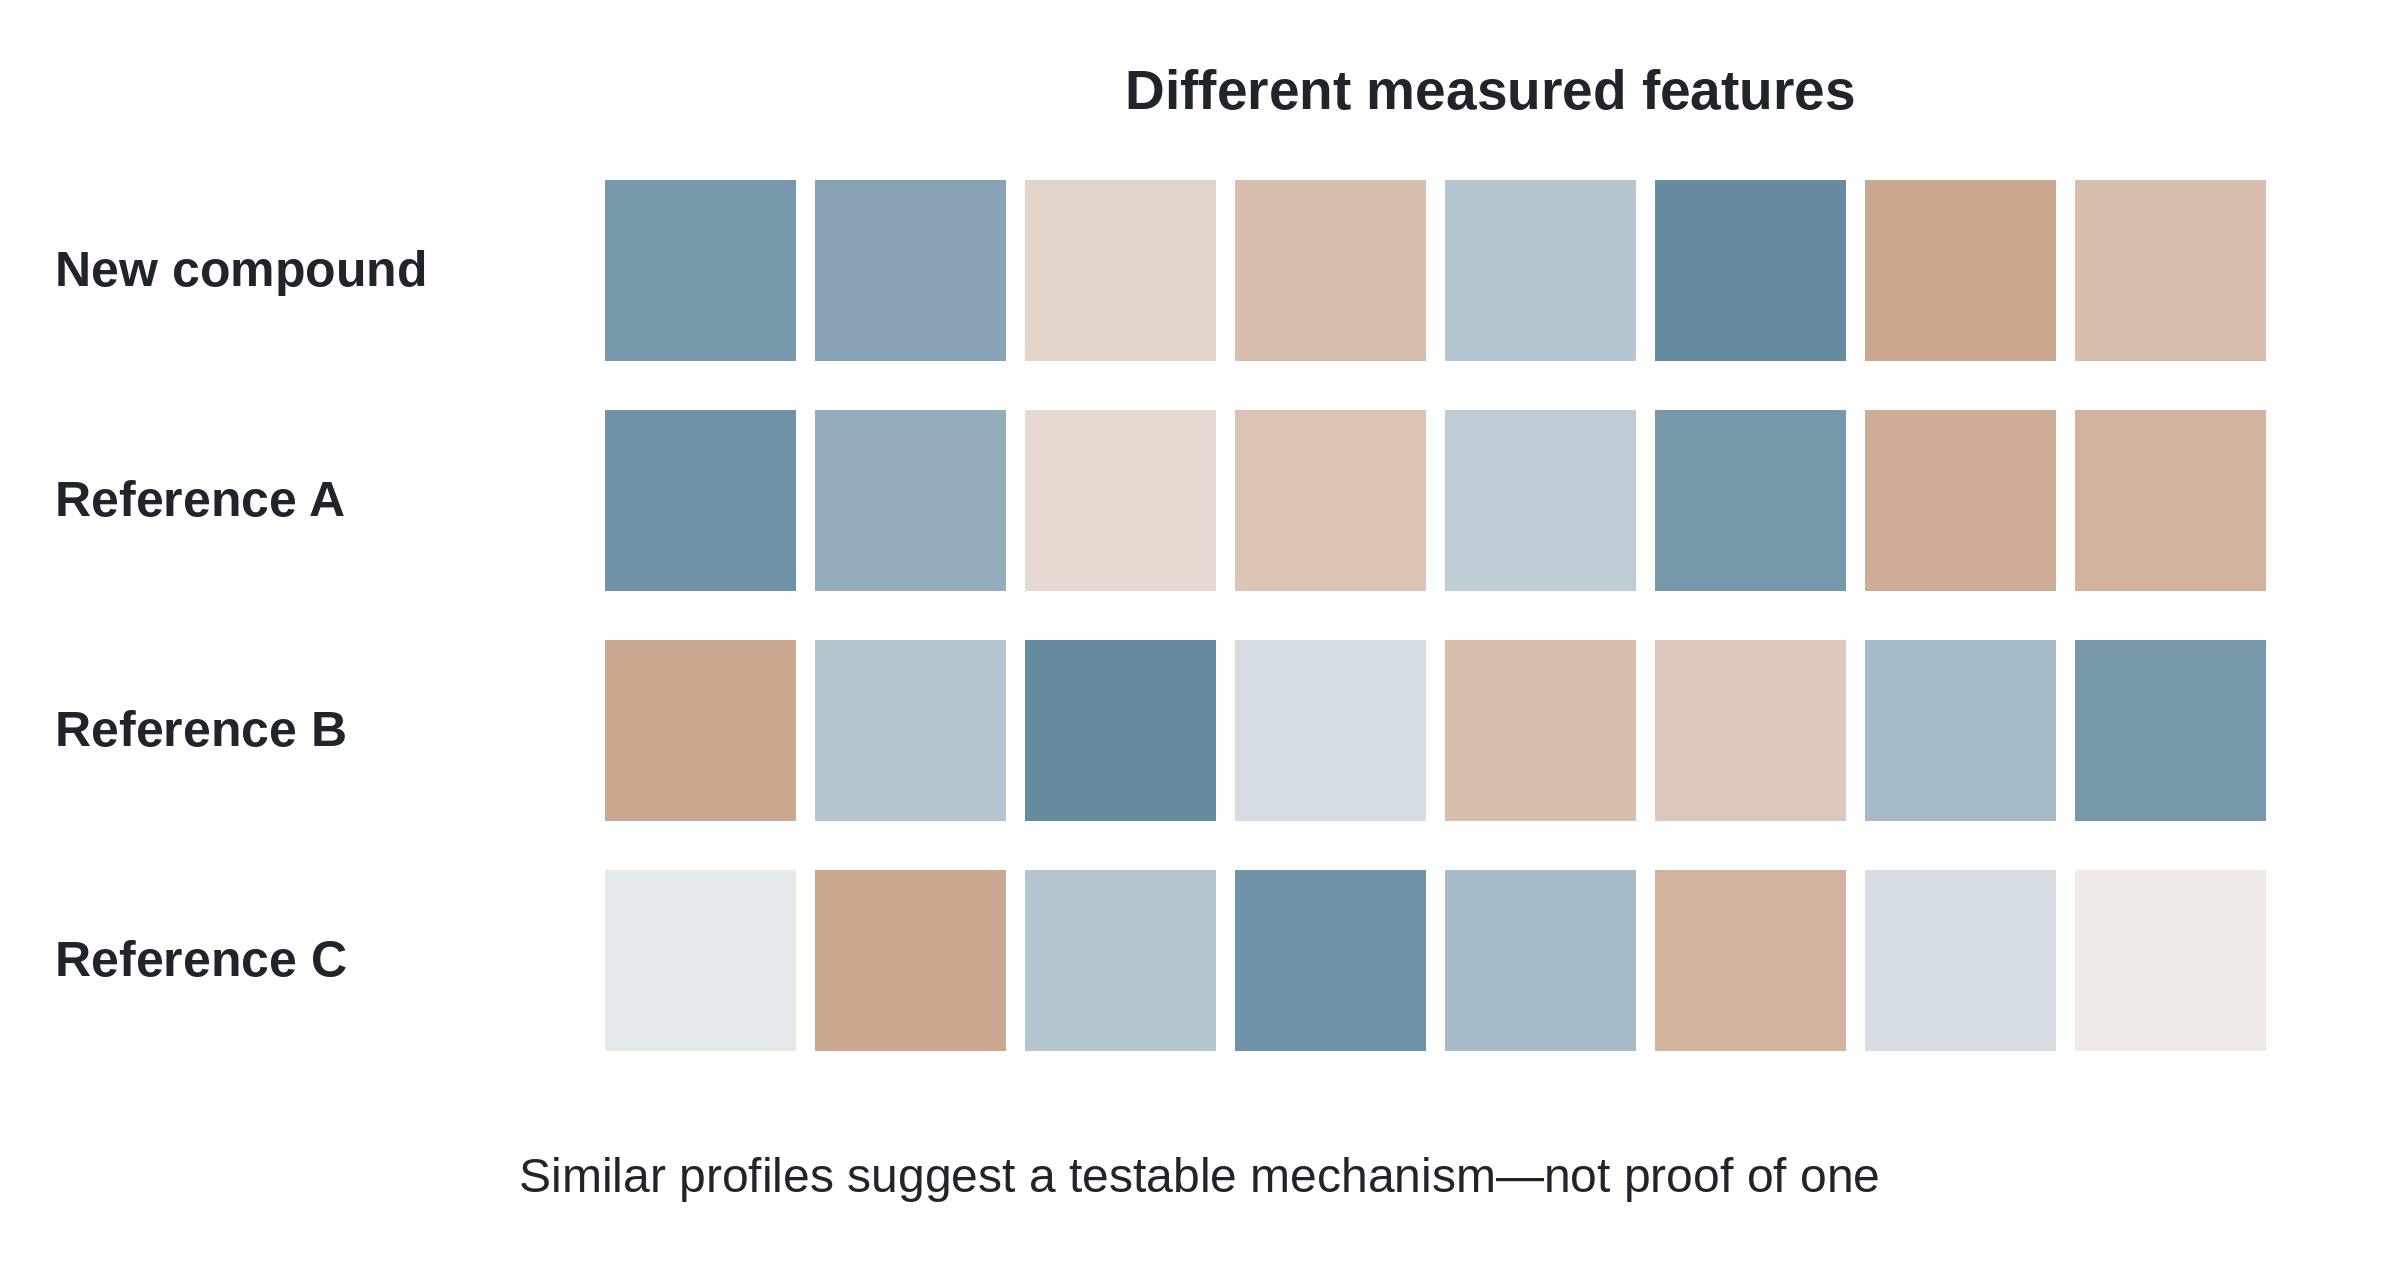 Different measured features
New compound
Reference A
Reference B
Reference C
Similar profiles suggest a testable mechanism—not proof of one